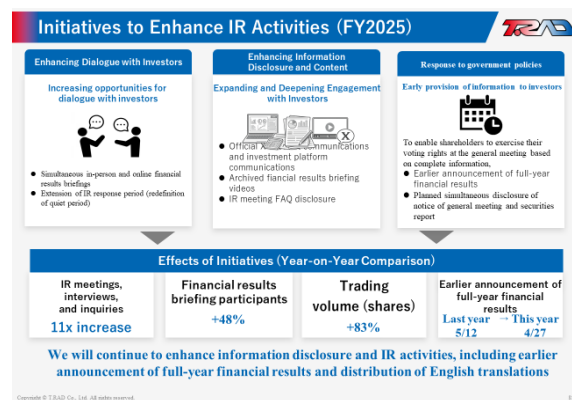 Initiatives to Enhance IR Activities (FY2025)
T.RAD
Enhancing Dialogue with Investors
Increasing opportunities for
dialogue with investors
● Simultaneous in-person and online financial
results briefings
● Extension of IR response period (redefinition
of quiet period)
Enhancing Information
Disclosure and Content
Expanding and Deepening Engagement
with Investors
X
● Official X communications
and investment platform
communications
● Archived fiancial results briefing
videos
● IR meeting FAQ disclosure
Response to government policies
Early provision of information to investors
To enable shareholders to exercise their
voting rights at the general meeting based
on complete information,
● Earlier announcement of full-year
financial results
● Planned simultaneous disclosure of
notice of general meeting and securities
report
Effects of Initiatives (Year-on-Year Comparison)
IR meetings,
interviews,
and inquiries
11x increase
Financial results
briefing participants
+48%
Trading
volume (shares)
+83%
Earlier announcement of
full-year financial
results
Last year → This year
5/12 4/27
We will continue to enhance information disclosure and IR activities, including earlier
announcement of full-year financial results and distribution of English translations
Copyright © T.RAD Co., Ltd. All rights reserved.